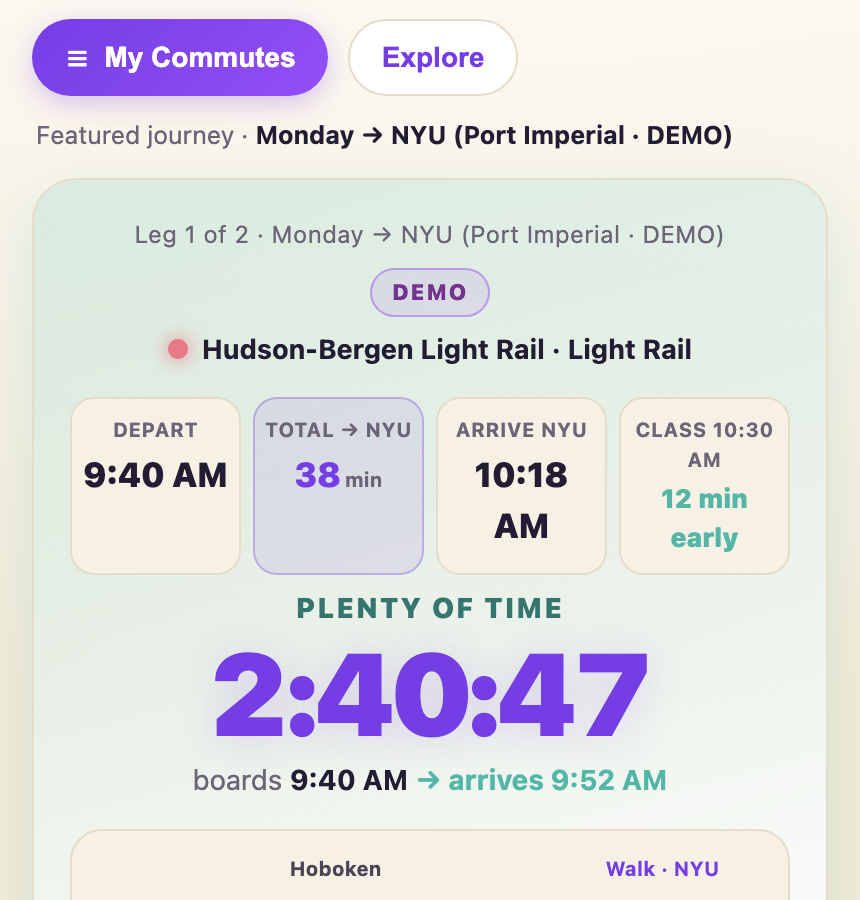 ≡ My Commutes Explore
Featured journey · Monday → NYU (Port Imperial · DEMO)
Leg 1 of 2 · Monday → NYU (Port Imperial · DEMO)
DEMO
Hudson-Bergen Light Rail · Light Rail
DEPART
9:40 AM
TOTAL → NYU
38 min
ARRIVE NYU
10:18
AM
CLASS 10:30
AM
12 min
early
PLENTY OF TIME
2:40:47
boards 9:40 AM → arrives 9:52 AM
Hoboken Walk · NYU